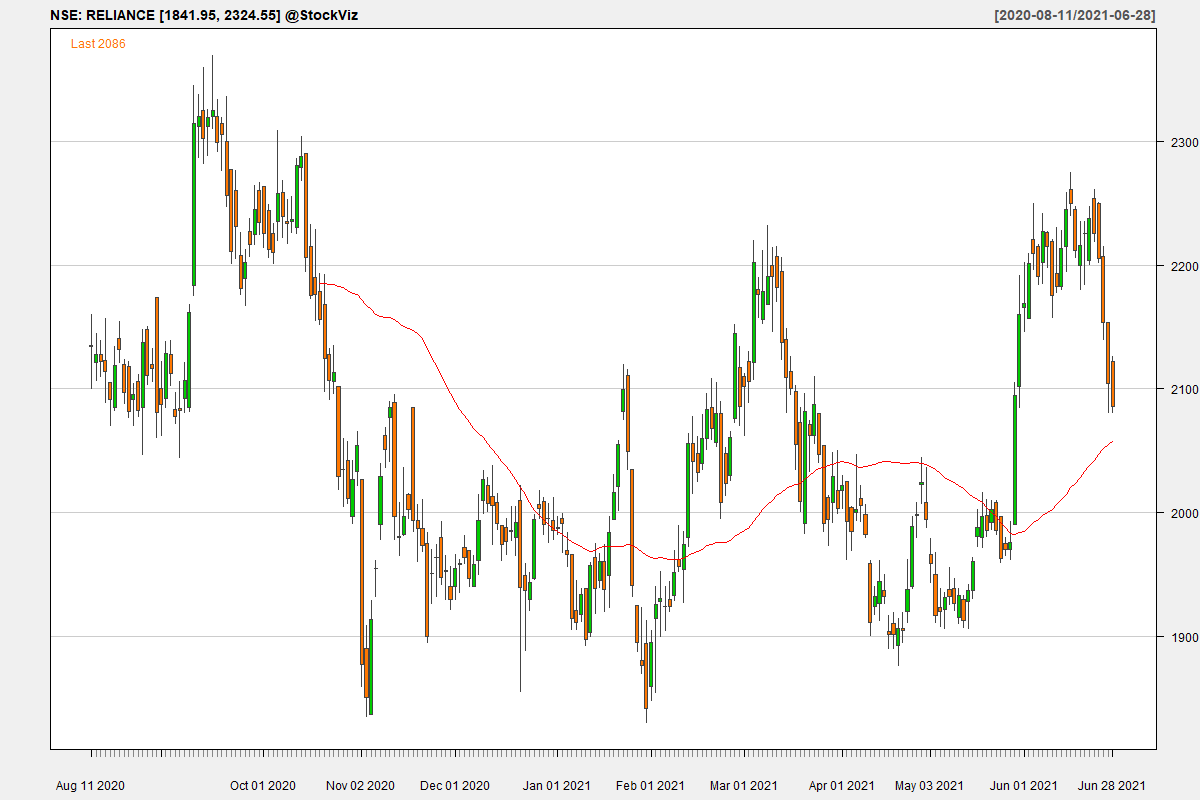 NSE: RELIANCE [1841.95, 2324.55] @StockViz
[2020-08-11/2021-06-28]
Last 2086
2300
2200
2100
2000
1900
Aug 11 2020
Oct 01 2020
Nov 02 2020
Dec 01 2020
Jan 01 2021
Feb 01 2021
Mar 01 2021
Apr 01 2021
May 03 2021
Jun 01 2021
Jun 28 2021